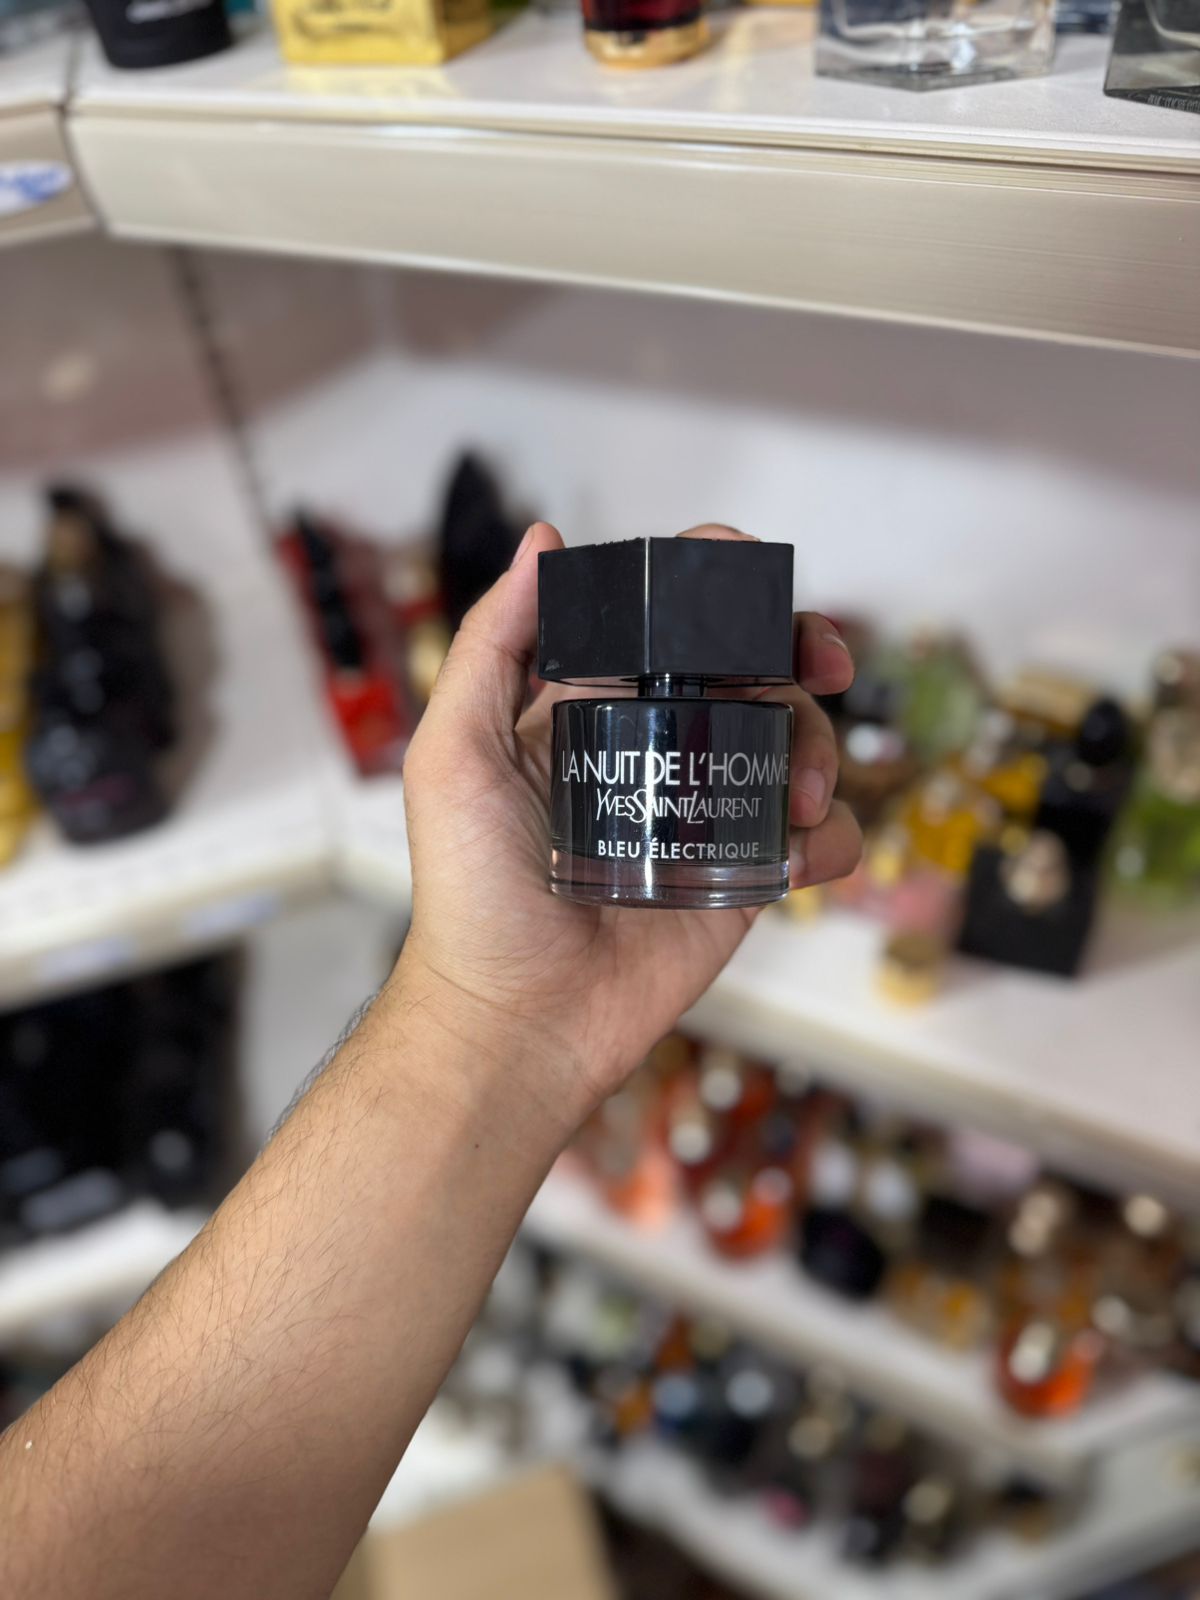 LA NUIT DE L'HOMME
YVESSAINTLAURENT
BLEU ÉLECTRIQUE